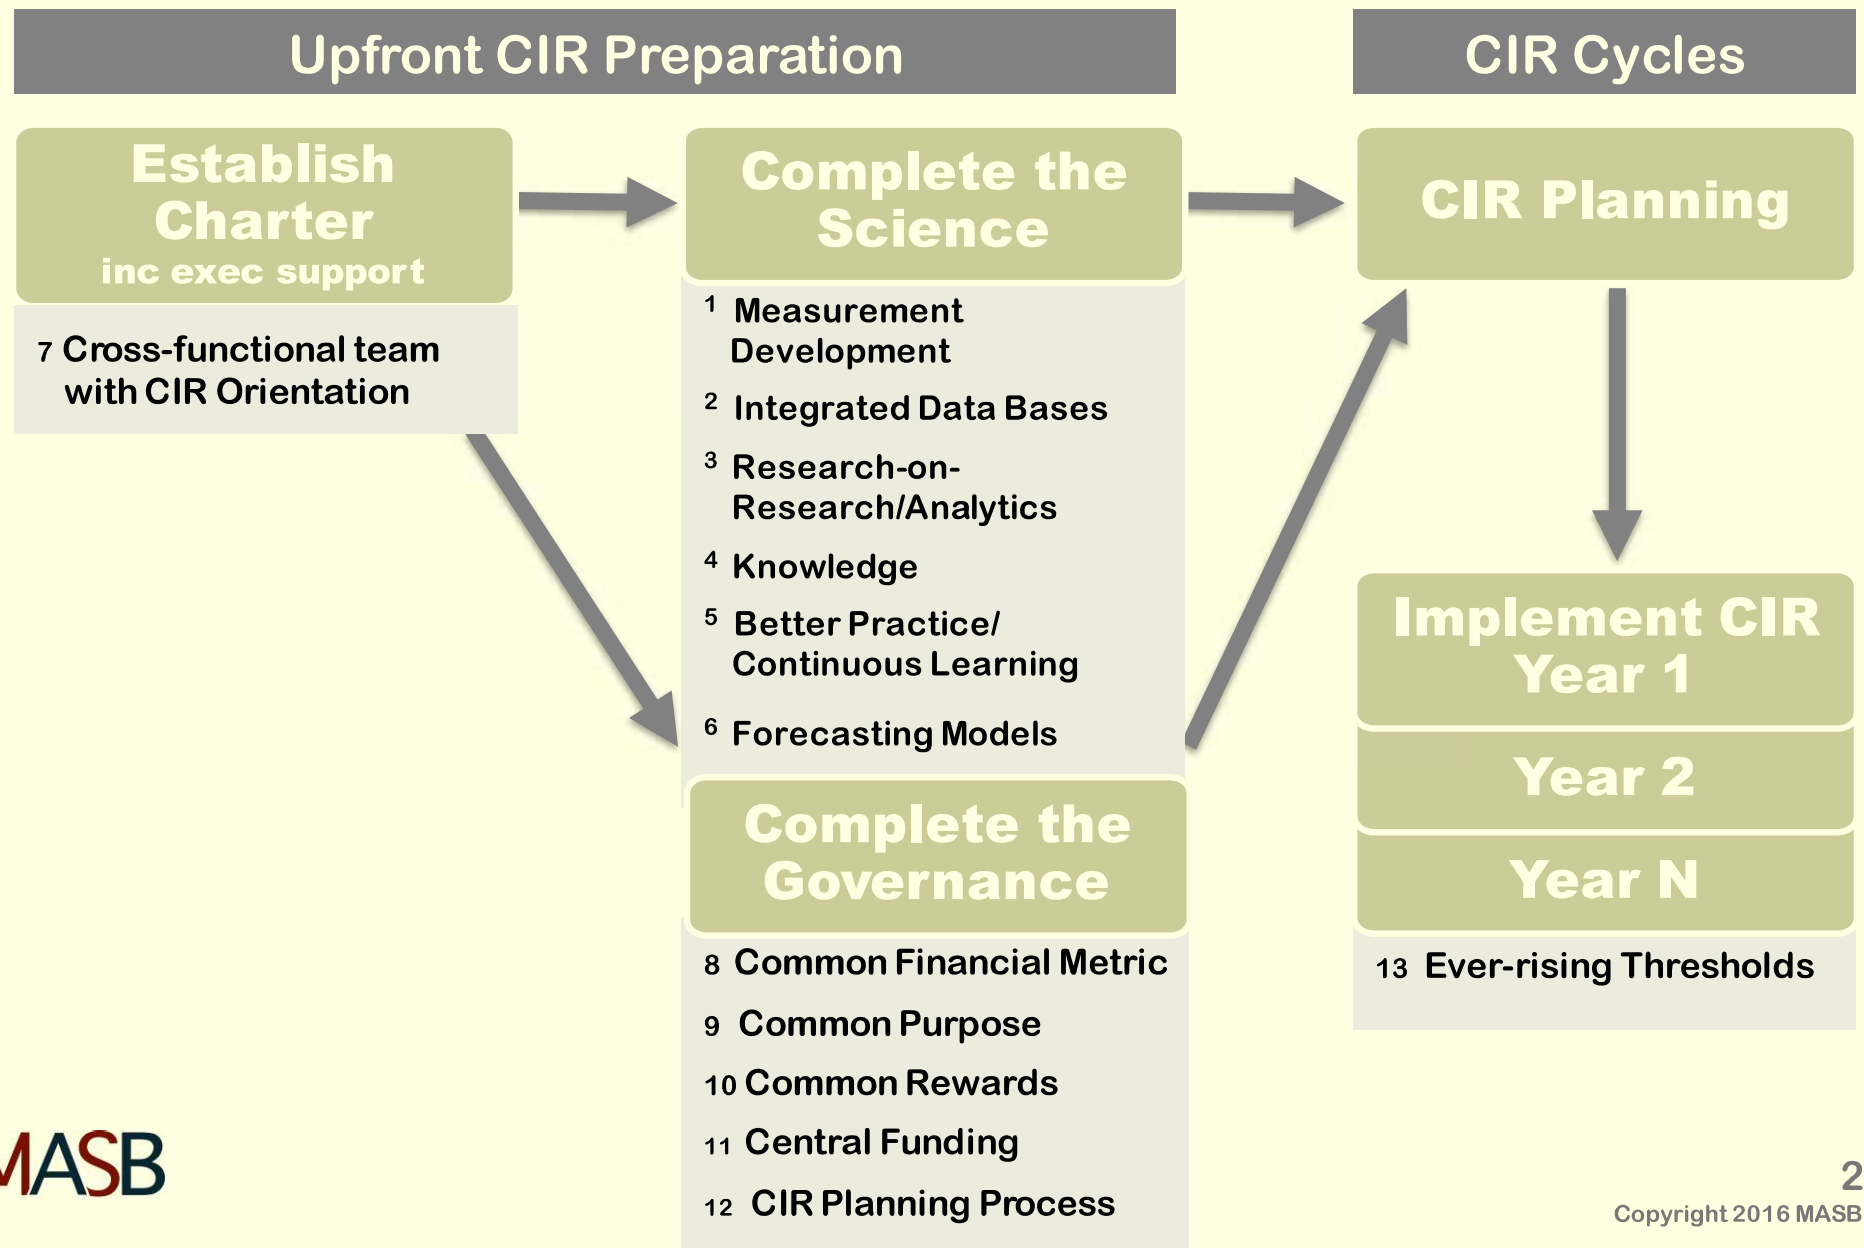 Upfront CIR Preparation
CIR Cycles
Establish
Charter
inc exec support
7 Cross-functional team
with CIR Orientation
Complete the
Science
1 Measurement
Development
2 Integrated Data Bases
3 Research-on-
Research/Analytics
4 Knowledge
5 Better Practice/
Continuous Learning
6 Forecasting Models
Complete the
Governance
8 Common Financial Metric
9 Common Purpose
10 Common Rewards
11 Central Funding
12 CIR Planning Process
CIR Planning
Implement CIR
Year 1
Year 2
Year N
13 Ever-rising Thresholds
MASB
2
Copyright 2016 MASB